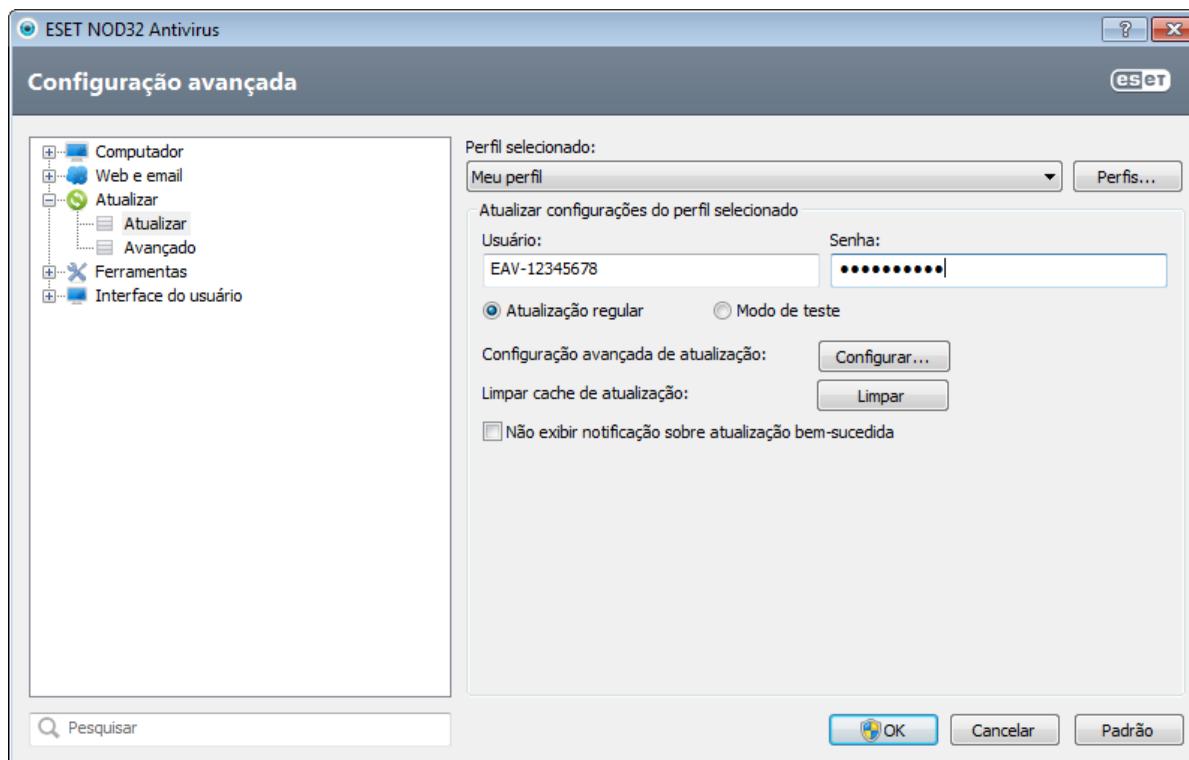 ESET NOD32 Antivirus
?
Configuração avançada
eseT
Computador
Web e email
Atualizar
Atualizar
Avançado
Ferramentas
Interface do usuário
Pesquisar
Perfil selecionado:
Meu perfil
Perfis...
Atualizar configurações do perfil selecionado
Usuário: Senha:
EAV-12345678 ●●●●●●●●●●
Atualização regular Modo de teste
Configuração avançada de atualização: Configurar...
Limpar cache de atualização: Limpar
Não exibir notificação sobre atualização bem-sucedida
OK Cancelar Padrão